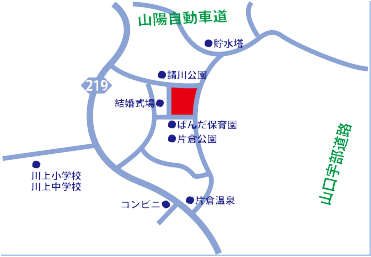 山陽自動車道
貯水塔
請川公園
219
結婚式場
ぱんだ保育園
片倉公園
山口宇部道路
川上小学校
川上中学校
コンビニ
片倉温泉